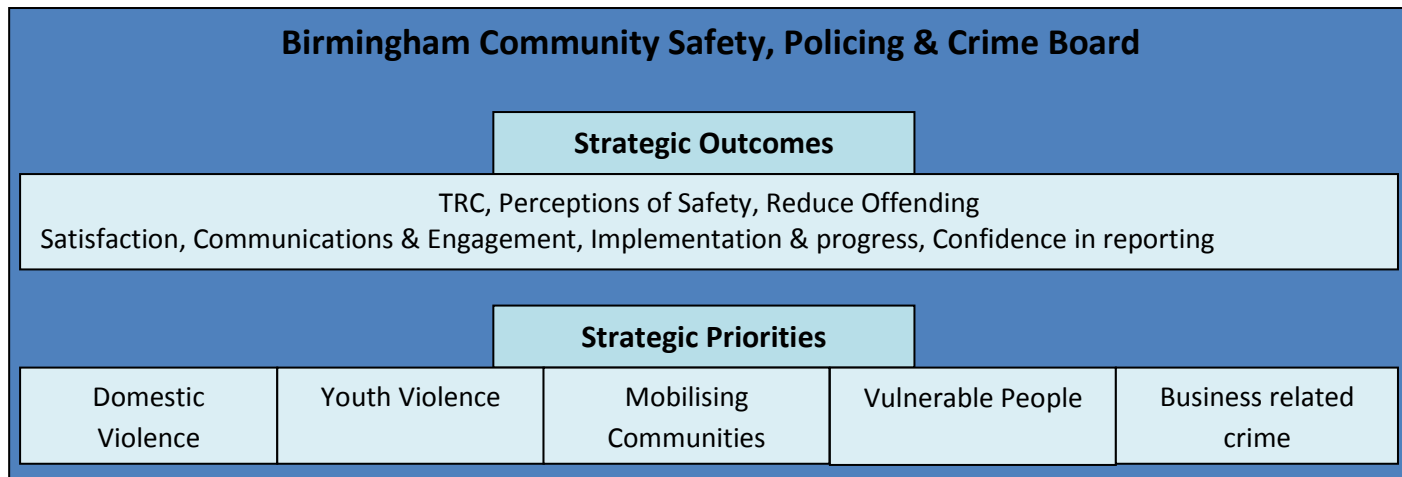 Birmingham Community Safety, Policing & Crime Board
Strategic Outcomes
TRC, Perceptions of Safety, Reduce Offending
Satisfaction, Communications & Engagement, Implementation & progress, Confidence in reporting
Strategic Priorities
Domestic
Violence
Youth Violence
Mobilising
Communities
Vulnerable People
Business related
crime